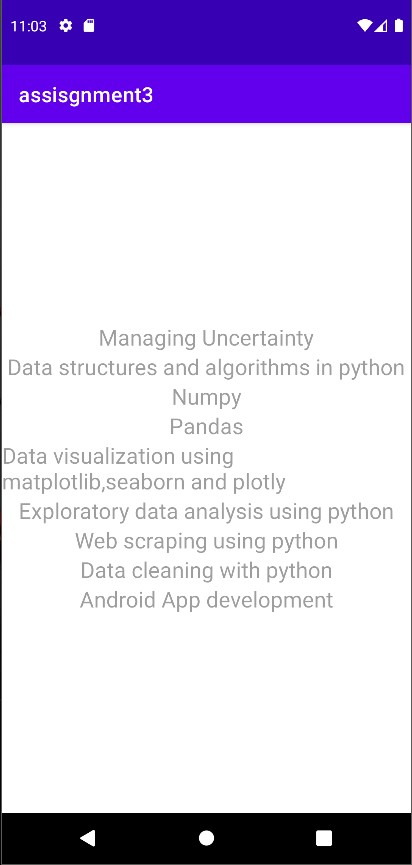 11:03
assisgnment3
Managing Uncertainty
Data structures and algorithms in python
Numpy
Pandas
Data visualization using
matplotlib,seaborn and plotly
Exploratory data analysis using python
Web scraping using python
Data cleaning with python
Android App development